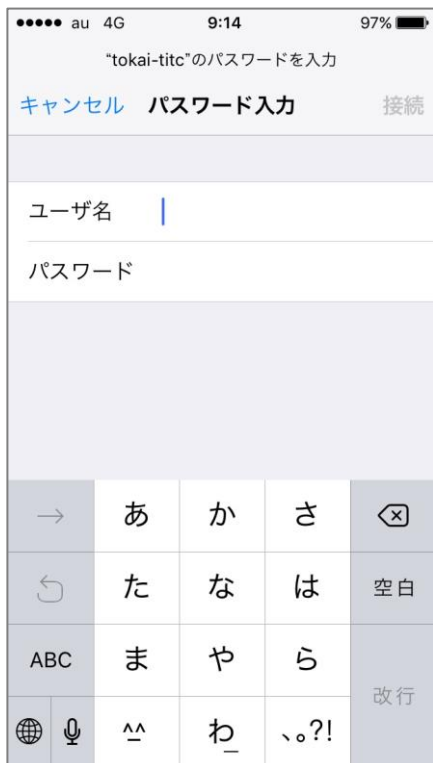 au 4G 9:14 97%
“tokai-titc”のパスワードを入力
キャンセル パスワード入力 接続
ユーザ名
パスワード
→ あ か さ
た な は 空白
ABC ま や ら
改行
^^ わ 、。?!